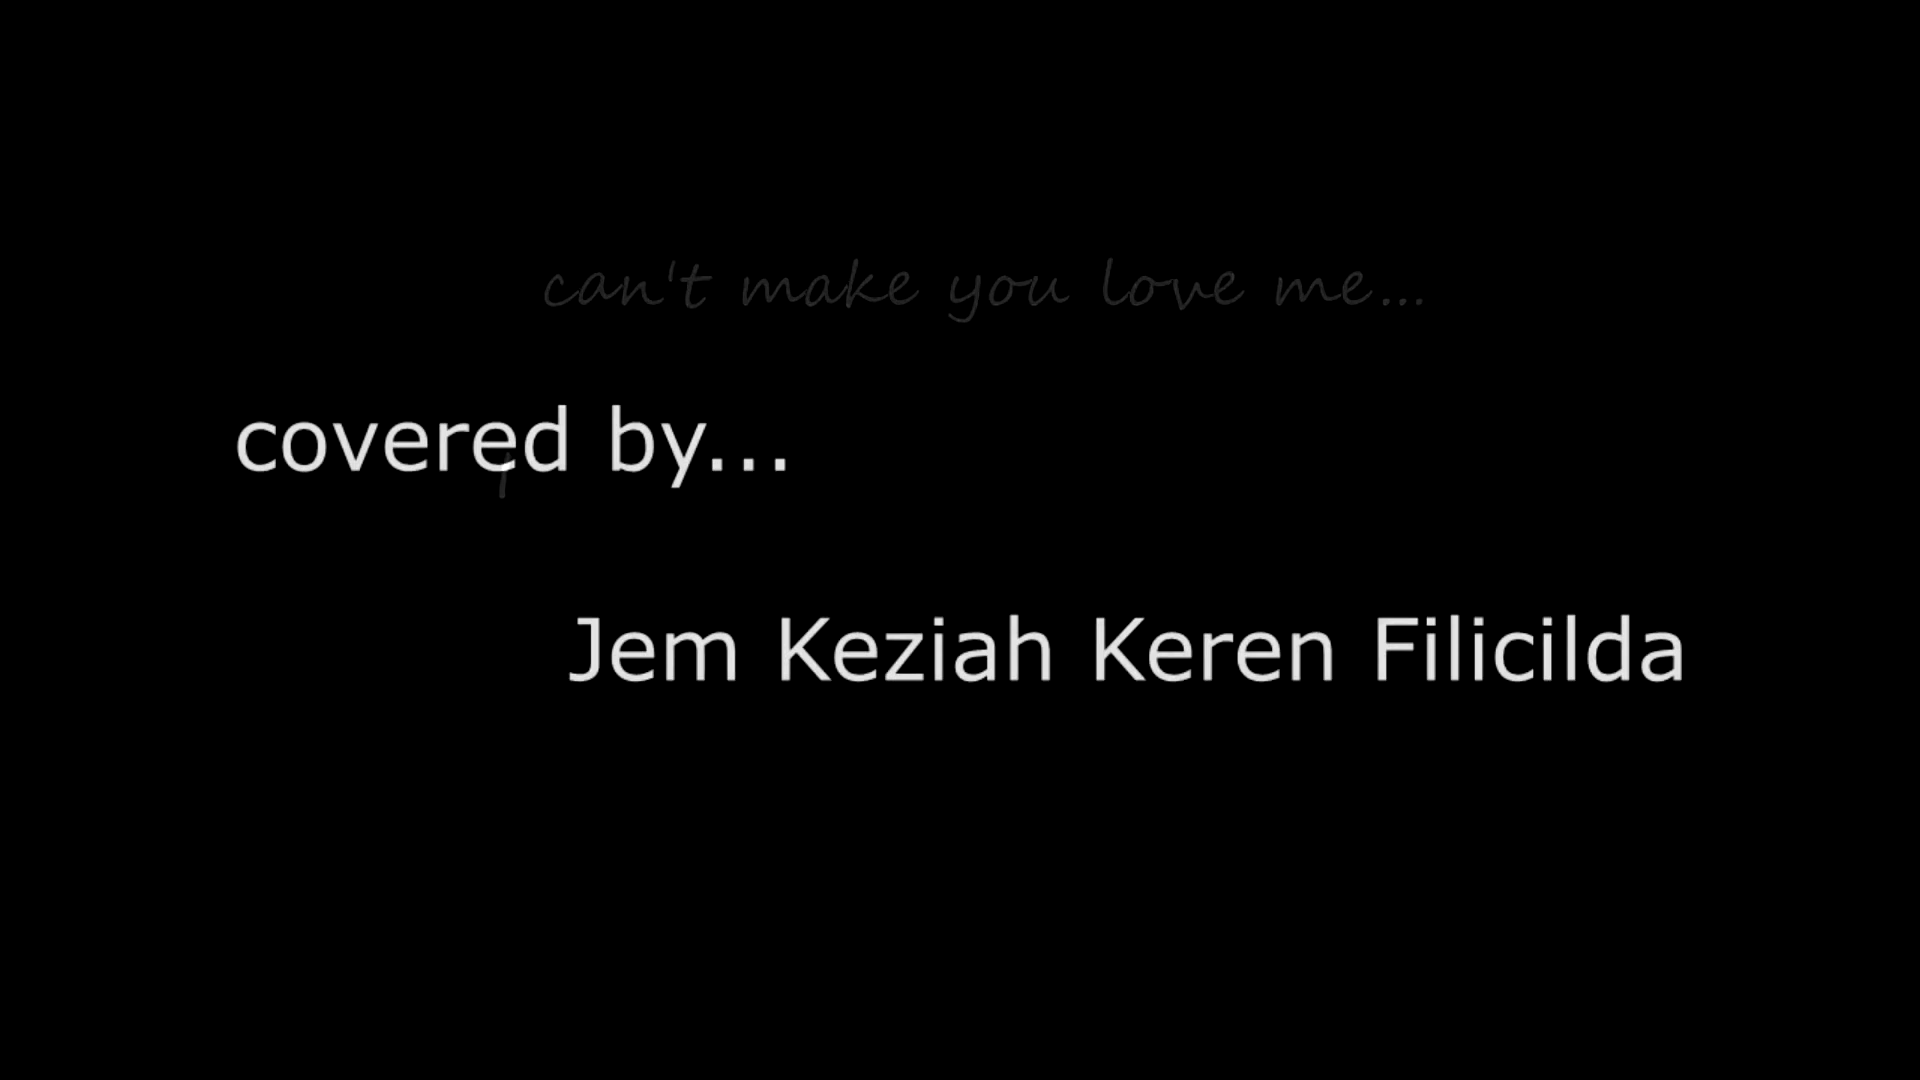 can't make you love me...
covered by...
Jem Keziah Keren Filicilda